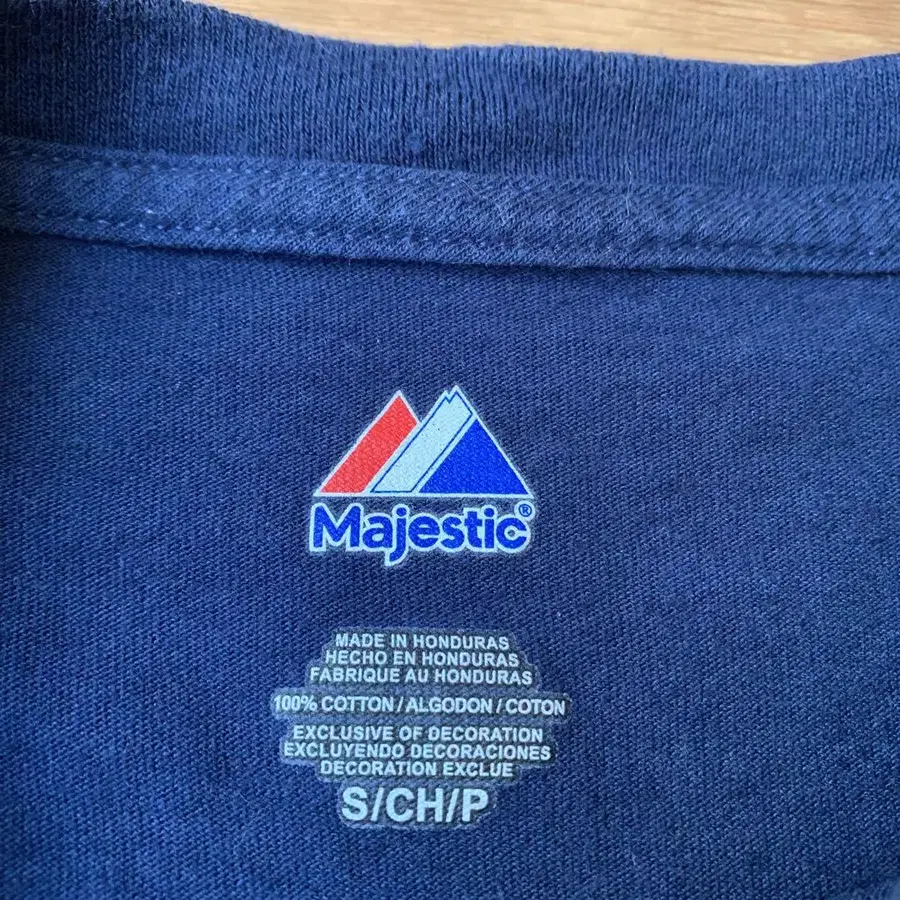 Majestic®
MADE IN HONDURAS
HECHO EN HONDURAS
FABRIQUE AU HONDURAS
100% COTTON / ALGODON / COTON
EXCLUSIVE OF DECORATION
EXCLUYENDO DECORACIONES
DECORATION EXCLUE
S/CH/P